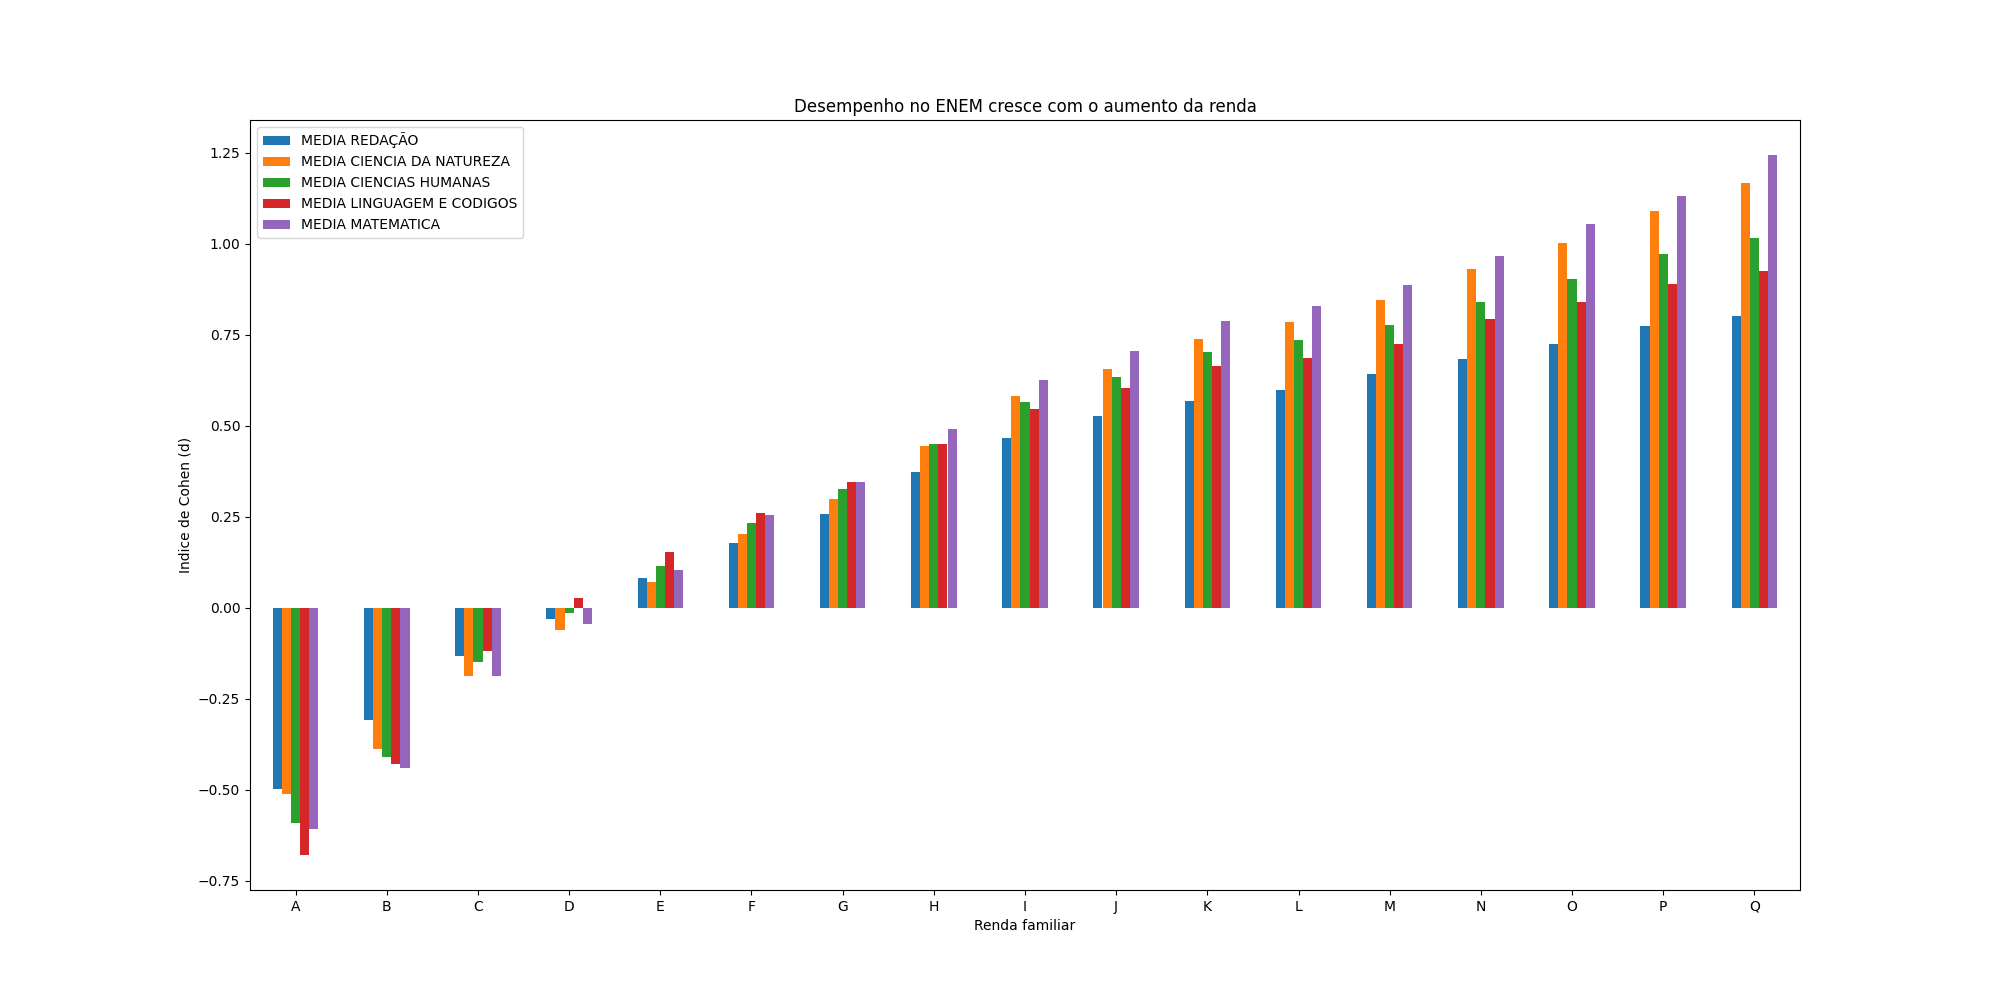 Desempenho no ENEM cresce com o aumento da renda
MEDIA REDAÇÃO
MEDIA CIENCIA DA NATUREZA
MEDIA CIENCIAS HUMANAS
MEDIA LINGUAGEM E CODIGOS
MEDIA MATEMATICA
1.25
1.00
0.75
0.50
0.25
0.00
−0.25
−0.50
−0.75
Indice de Cohen (d)
A B C D E F G H I J K L M N O P Q
Renda familiar